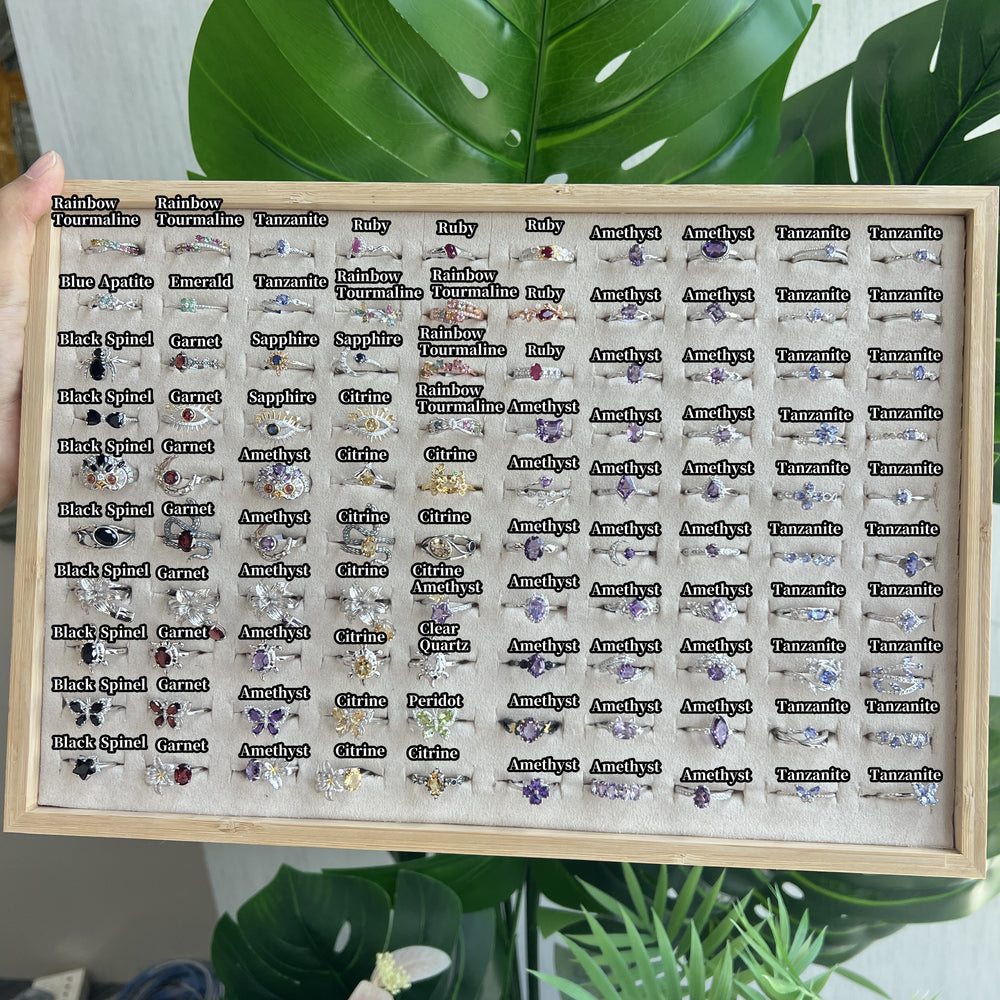 Rainbow
Tourmaline
Rainbow
Tourmaline
Tanzanite
Ruby
Ruby
Ruby
Amethyst
Amethyst
Tanzanite
Tanzanite
Blue Apatite
Emerald
Tanzanite
Rainbow
Tourmaline
Rainbow
Tourmaline
Ruby
Amethyst
Amethyst
Tanzanite
Tanzanite
Black Spinel
Garnet
Sapphire
Sapphire
Rainbow
Tourmaline
Ruby
Amethyst
Amethyst
Tanzanite
Tanzanite
Black Spinel
Garnet
Sapphire
Citrine
Rainbow
Tourmaline
Amethyst
Amethyst
Amethyst
Tanzanite
Tanzanite
Black Spinel
Garnet
Amethyst
Citrine
Citrine
Amethyst
Amethyst
Amethyst
Tanzanite
Tanzanite
Black Spinel
Garnet
Amethyst
Citrine
Citrine
Amethyst
Amethyst
Amethyst
Tanzanite
Tanzanite
Black Spinel
Garnet
Amethyst
Citrine
Citrine
Amethyst
Amethyst
Amethyst
Amethyst
Tanzanite
Tanzanite
Black Spinel
Garnet
Amethyst
Citrine
Clear
Quartz
Amethyst
Amethyst
Amethyst
Tanzanite
Tanzanite
Black Spinel
Garnet
Amethyst
Citrine
Peridot
Amethyst
Amethyst
Amethyst
Tanzanite
Tanzanite
Black Spinel
Garnet
Amethyst
Citrine
Citrine
Amethyst
Amethyst
Amethyst
Tanzanite
Tanzanite